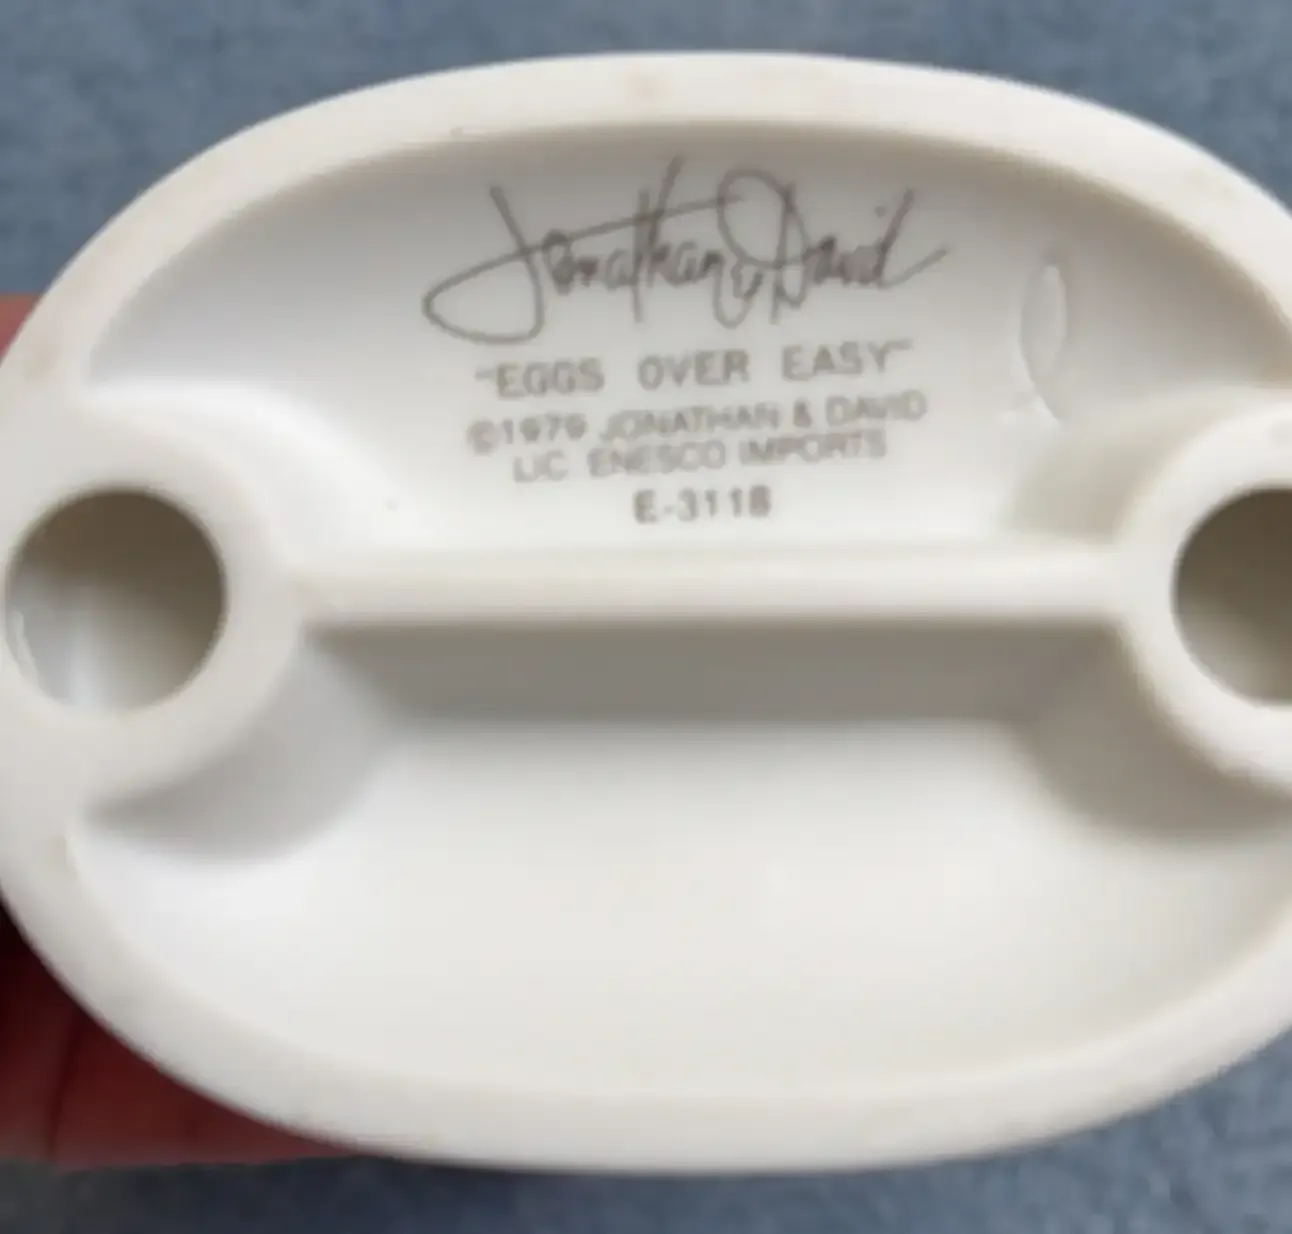 Jonathan & David
"EGGS OVER EASY"
©1979 JONATHAN & DAVID
LIC. ENESCO IMPORTS
E-3118